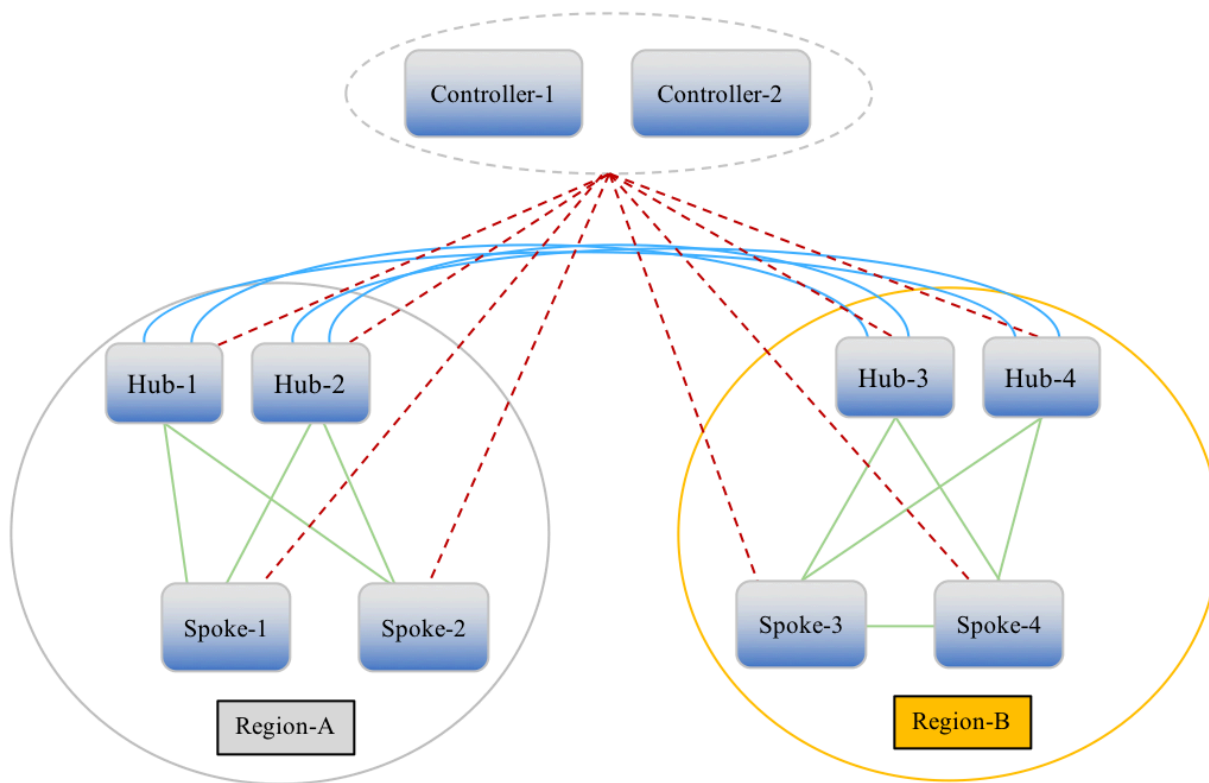 Controller-1
Controller-2
Hub-1
Hub-2
Hub-3
Hub-4
Spoke-1
Spoke-2
Spoke-3
Spoke-4
Region-A
Region-B